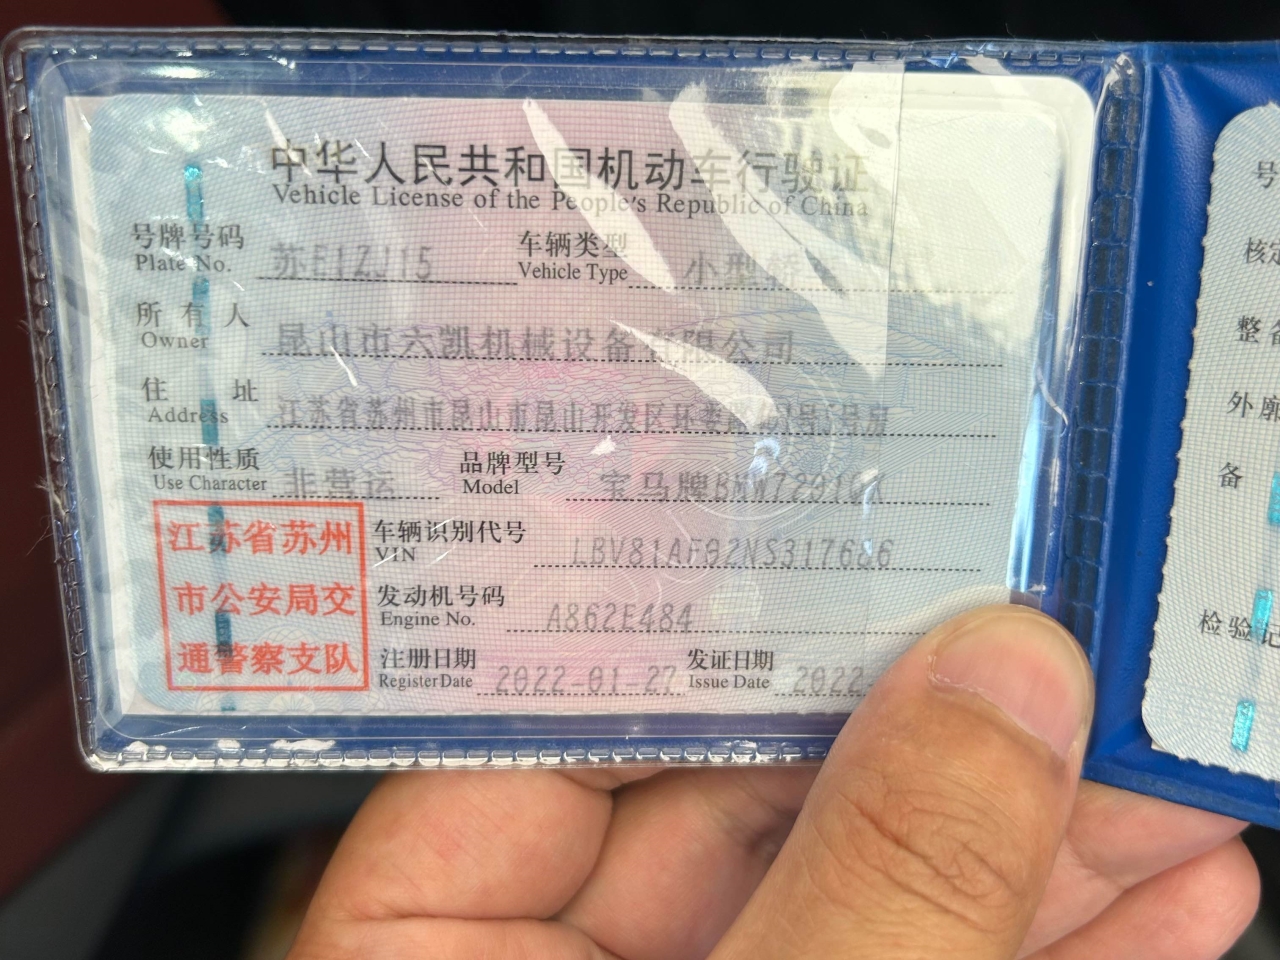 中华人民共和国机动车行驶证
Vehicle License of the People's Republic of China
号牌号码 苏E1ZJ15 车辆类型 小型轿
Plate No. Vehicle Type
所有人 昆山市六凯机械设备有限公司
Owner
住址 江苏省苏州市昆山市昆山开发区环娄路
Address
使用性质 非营运 品牌型号 宝马牌
Use Character Model
江苏省苏州
市公安局交
通警察支队
车辆识别代号 LBV81AF02NS317686
VIN
发动机号码 A862E484
Engine No.
注册日期 2022-01-27 发证日期 2022
Register Date Issue Date
号
核定
整备
外廓
备
检验记